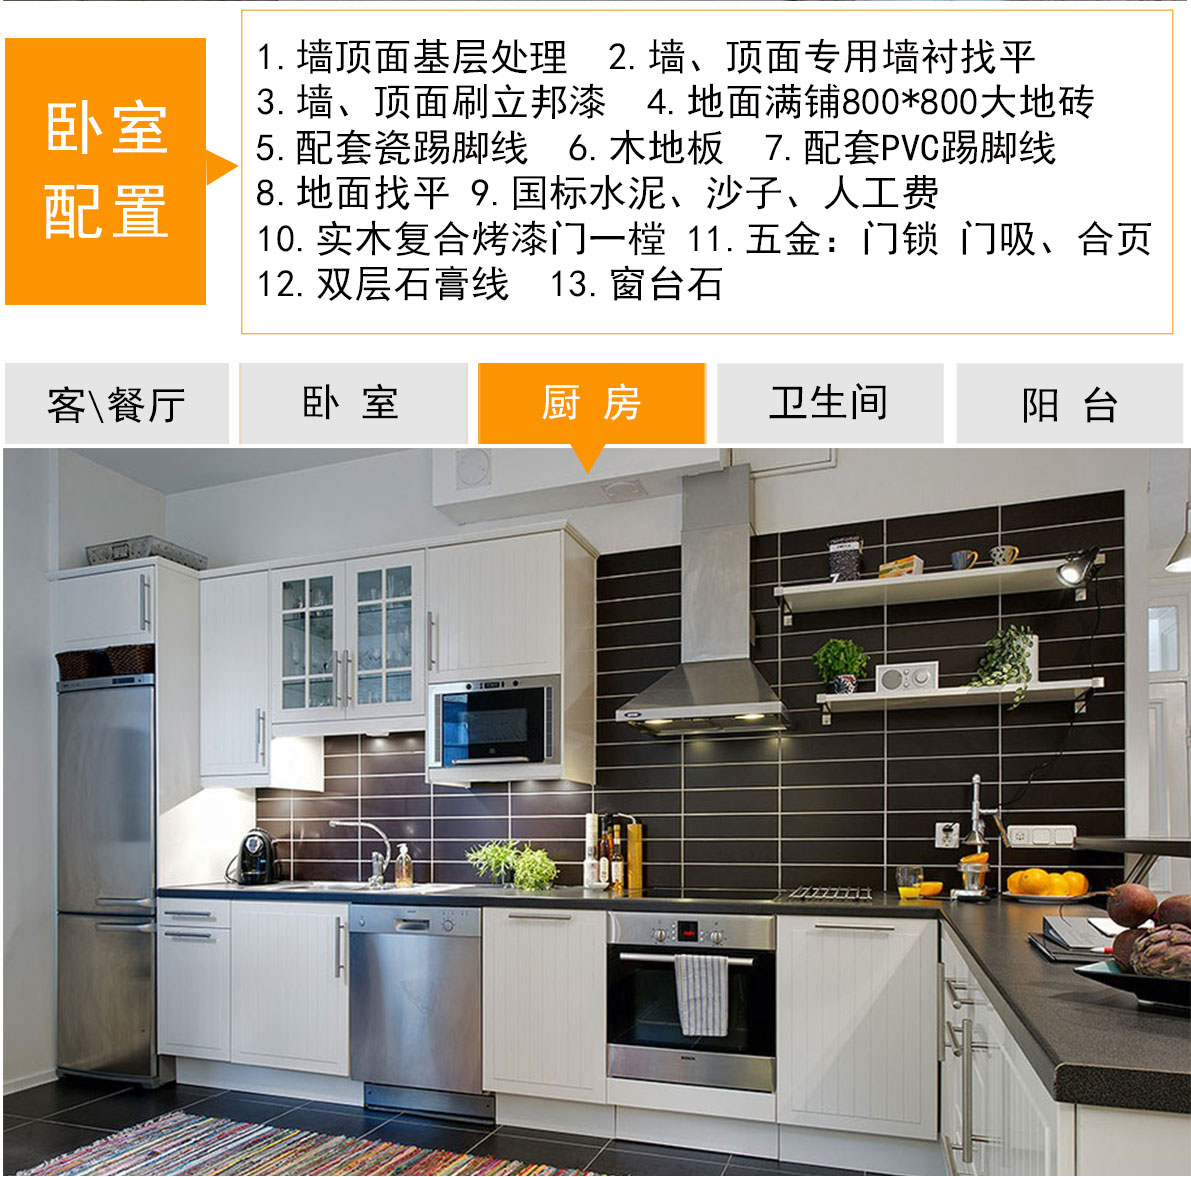 卧室
配置
1.墙顶面基层处理 2.墙、顶面专用墙衬找平
3.墙、顶面刷立邦漆 4.地面满铺800*800大地砖
5.配套瓷踢脚线 6.木地板 7.配套PVC踢脚线
8.地面找平 9.国标水泥、沙子、人工费
10.实木复合烤漆门一樘 11.五金：门锁 门吸、合页
12.双层石膏线 13.窗台石
客\餐厅 卧 室 厨 房 卫生间 阳 台
7